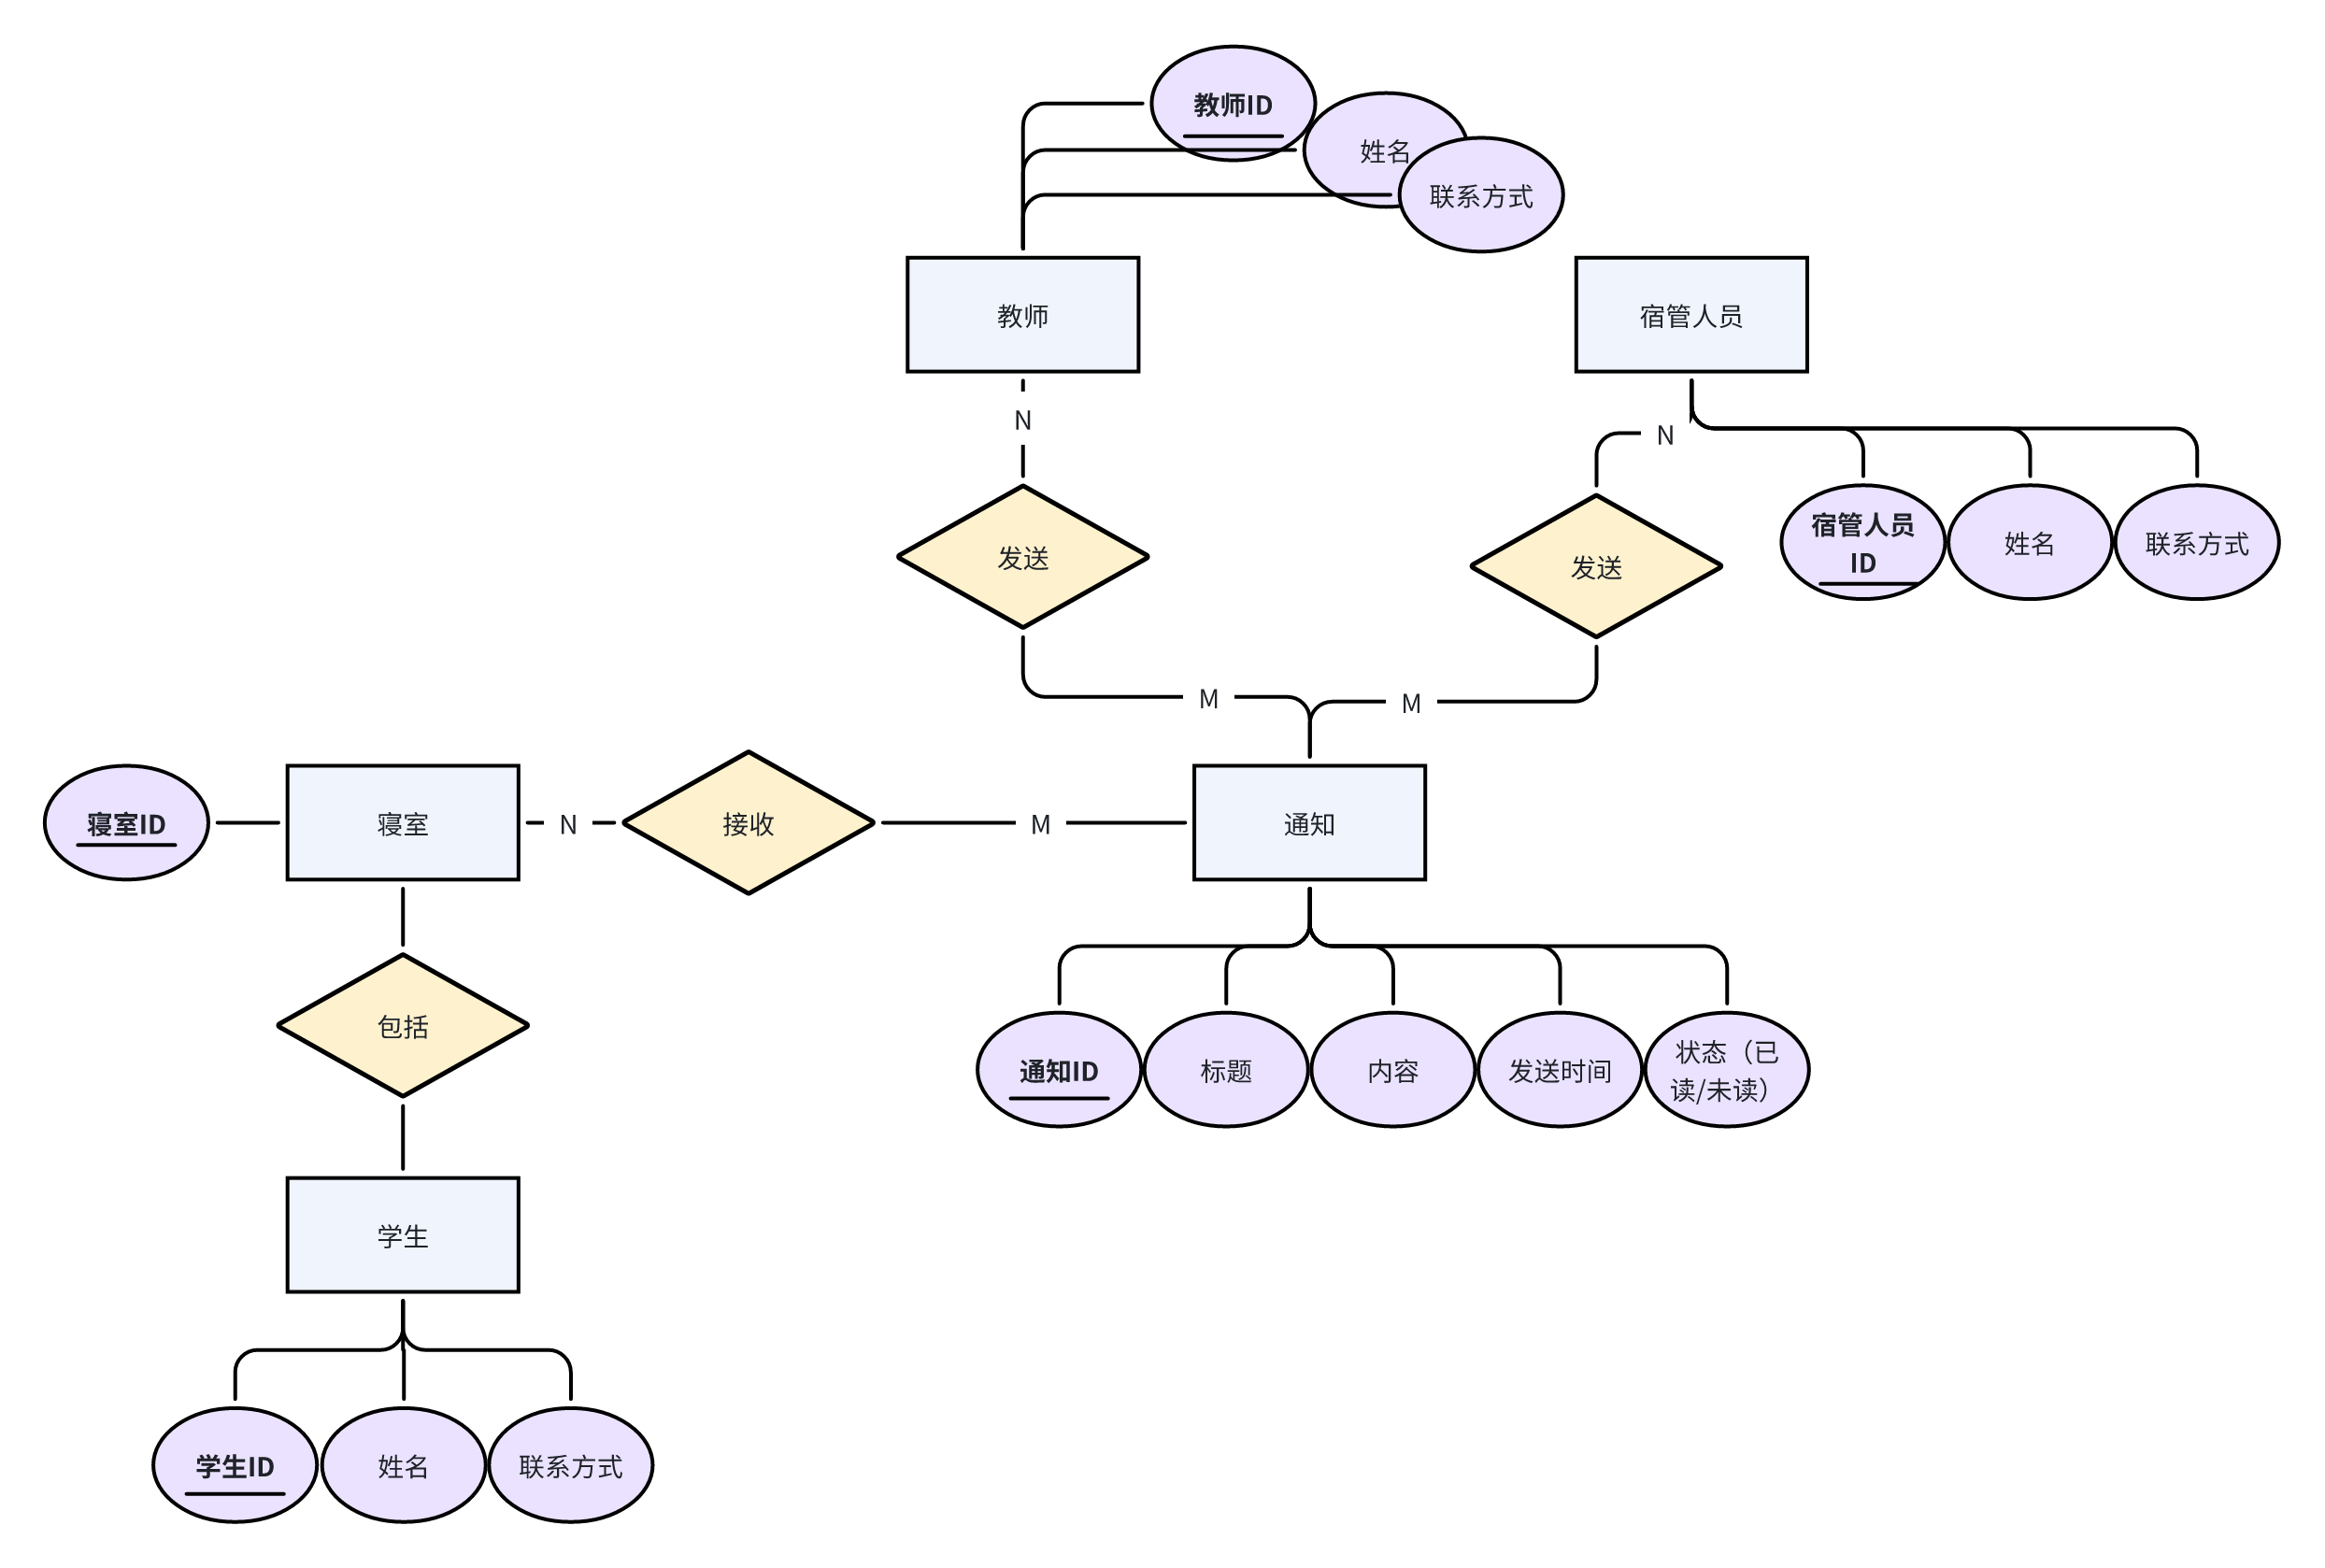 教师ID
姓名
联系方式
教师
宿管人员
N
N
发送
发送
宿管人员
ID
姓名
联系方式
M
M
寝室ID
寝室
N
接收
M
通知
包括
通知ID
标题
内容
发送时间
状态（已
读/未读）
学生
学生ID
姓名
联系方式